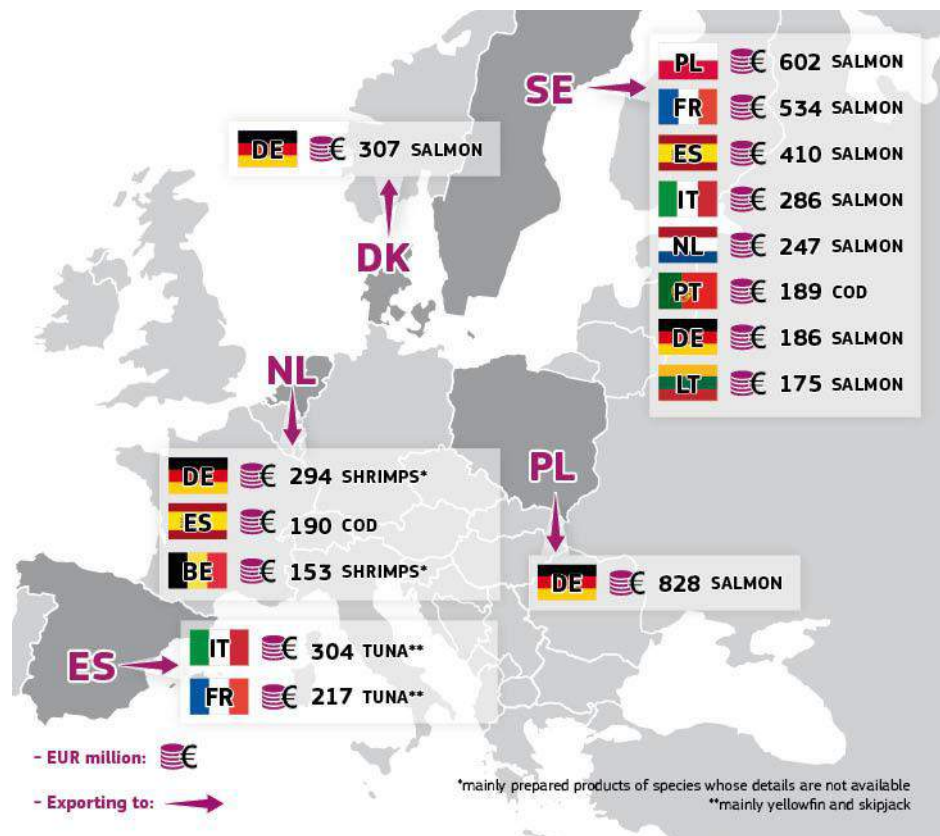 SE
PL € 602 SALMON
FR € 534 SALMON
ES € 410 SALMON
IT € 286 SALMON
NL € 247 SALMON
PT € 189 COD
DE € 186 SALMON
LT € 175 SALMON
DE € 307 SALMON
DK
NL
DE € 294 SHRIMPS*
ES € 190 COD
BE € 153 SHRIMPS*
PL
DE € 828 SALMON
ES
IT € 304 TUNA**
FR € 217 TUNA**
- EUR million: €
- Exporting to:
*mainly prepared products of species whose details are not available
**mainly yellowfin and skipjack